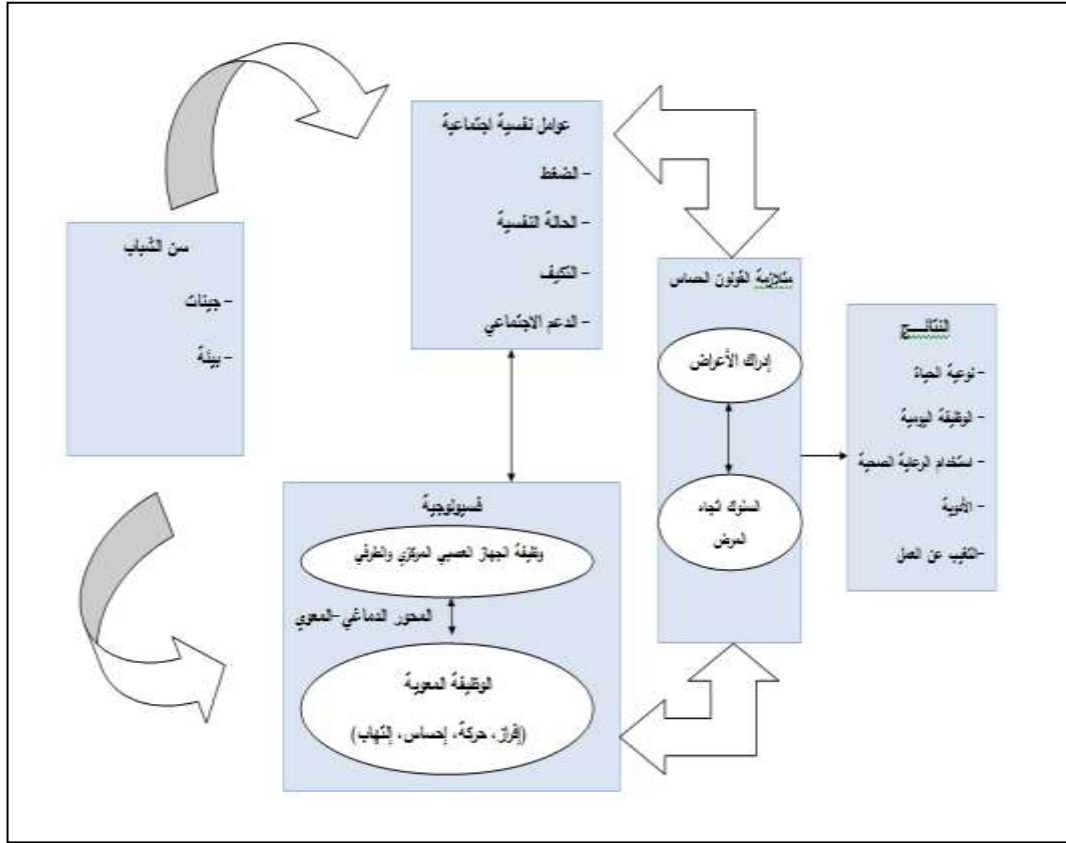 عوامل نفسية اجتماعية
- الضغط
- الحالة النفسية
- التكيف
- الدعم الاجتماعي
سن الشباب
- جينات
- بيئة
متلازمة القولون الحساس
إدراك الأعراض
السلوك اتجاه
المرض
النتائـــج
- نوعية الحياة
- الوظيفة اليومية
- استخدام الرعاية الصحية
- الأدوية
- التغيب عن العمل
فسيولوجية
وظيفة الجهاز العصبي المركزي والطرفي
المحور الدماغي-المعوي
الوظيفة المعوية
(إفراز، حركة، إحساس، إلتهاب)